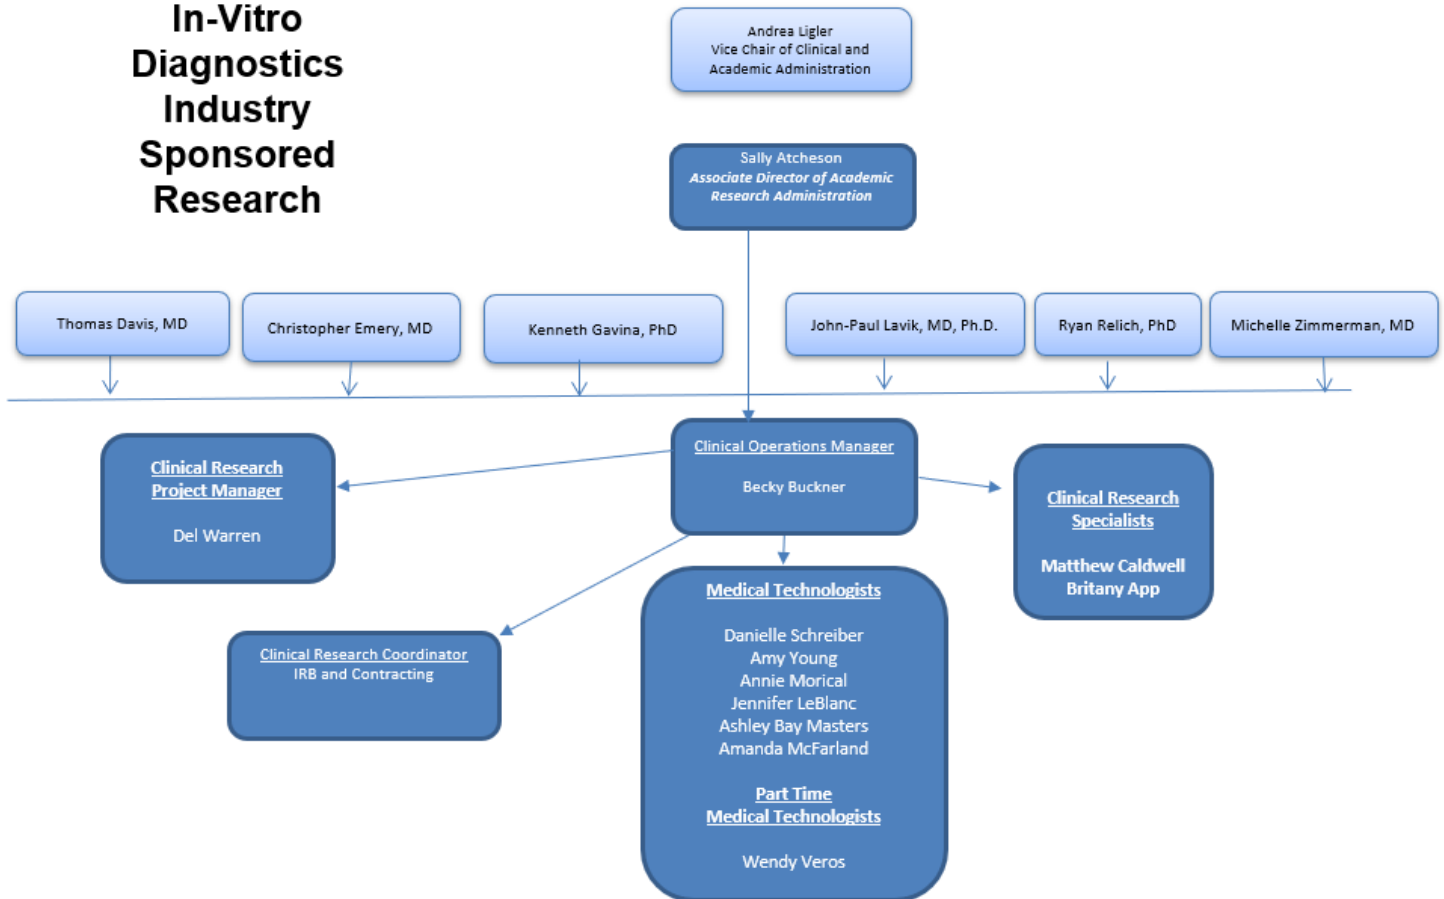 In-Vitro
Diagnostics
Industry
Sponsored
Research
Andrea Ligler
Vice Chair of Clinical and
Academic Administration
Sally Atcheson
Associate Director of Academic
Research Administration
Thomas Davis, MD
Christopher Emery, MD
Kenneth Gavina, PhD
John-Paul Lavik, MD, Ph.D.
Ryan Relich, PhD
Michelle Zimmerman, MD
Clinical Research
Project Manager
Del Warren
Clinical Operations Manager
Becky Buckner
Clinical Research
Specialists
Matthew Caldwell
Britany App
Clinical Research Coordinator
IRB and Contracting
Medical Technologists
Danielle Schreiber
Amy Young
Annie Morical
Jennifer LeBlanc
Ashley Bay Masters
Amanda McFarland
Part Time
Medical Technologists
Wendy Veros